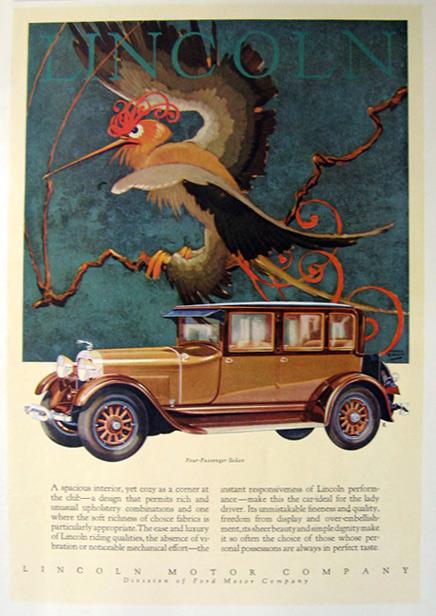 LINCOLN
Four-Passenger Sedan
A spacious interior, yet cozy as a corner at
the club—a design that permits rich and
unusual upholstery combinations and one
where the soft richness of choice fabrics is
particularly appropriate. The ease and luxury
of Lincoln riding qualities, the absence of vi-
bration or noticeable mechanical effort—the
instant responsiveness of Lincoln perform-
ance—make this the car ideal for the lady
driver. Its unmistakable fineness and quality,
freedom from display and over-embellish-
ment, its sheer beauty and simple dignity make
it so often the choice of those whose per-
sonal possessions are always in perfect taste.
LINCOLN MOTOR COMPANY
Division of Ford Motor Company